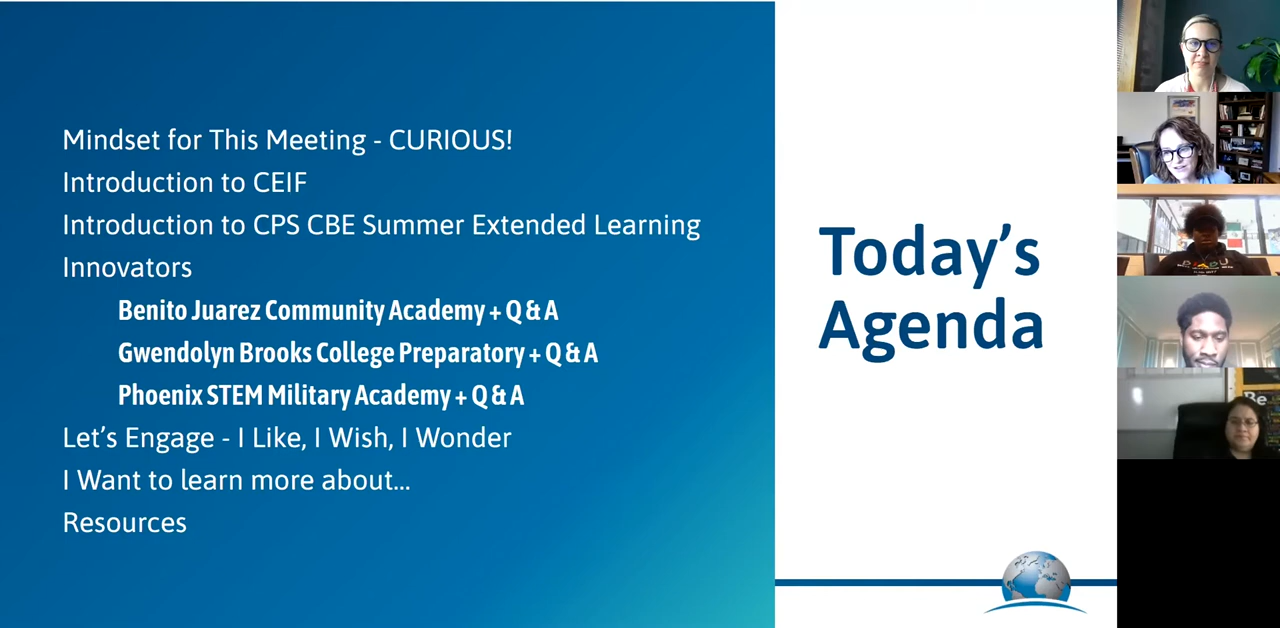 Mindset for This Meeting - CURIOUS!
Introduction to CEIF
Introduction to CPS CBE Summer Extended Learning
Innovators
Benito Juarez Community Academy + Q & A
Gwendolyn Brooks College Preparatory + Q & A
Phoenix STEM Military Academy + Q & A
Let’s Engage - I Like, I Wish, I Wonder
I Want to learn more about...
Resources
Today’s
Agenda
Be